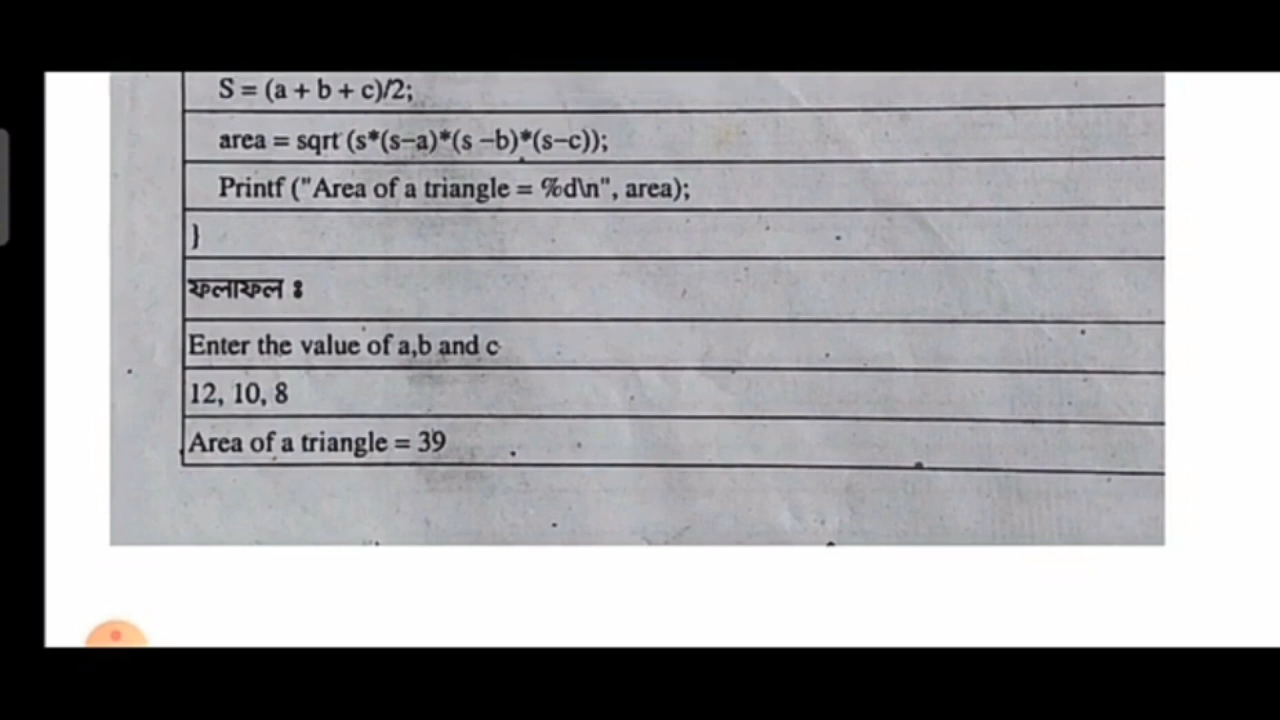 S = (a + b + c)/2;
area = sqrt (s*(s–a)*(s –b)*(s–c));
Printf ("Area of a triangle = %d\n", area);
}
ফলাফল ঃ
Enter the value of a,b and c
12, 10, 8
Area of a triangle = 39